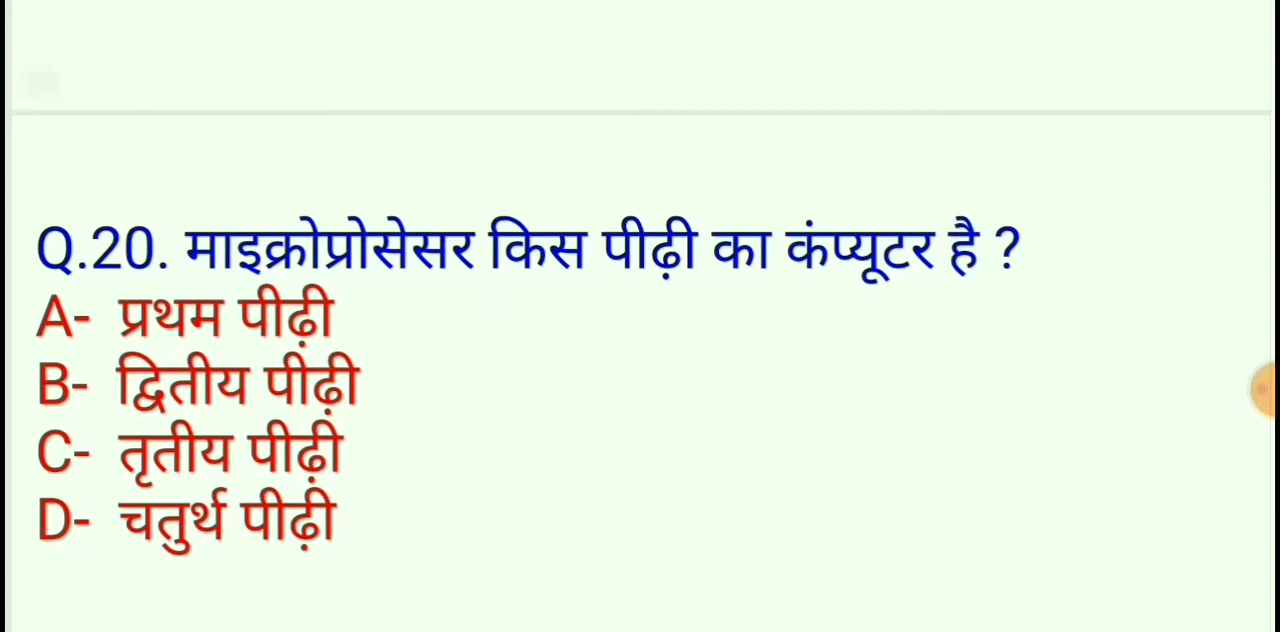 Q.20. माइक्रोप्रोसेसर किस पीढ़ी का कंप्यूटर है ?
A- प्रथम पीढ़ी
B- द्वितीय पीढ़ी
C- तृतीय पीढ़ी
D- चतुर्थ पीढ़ी